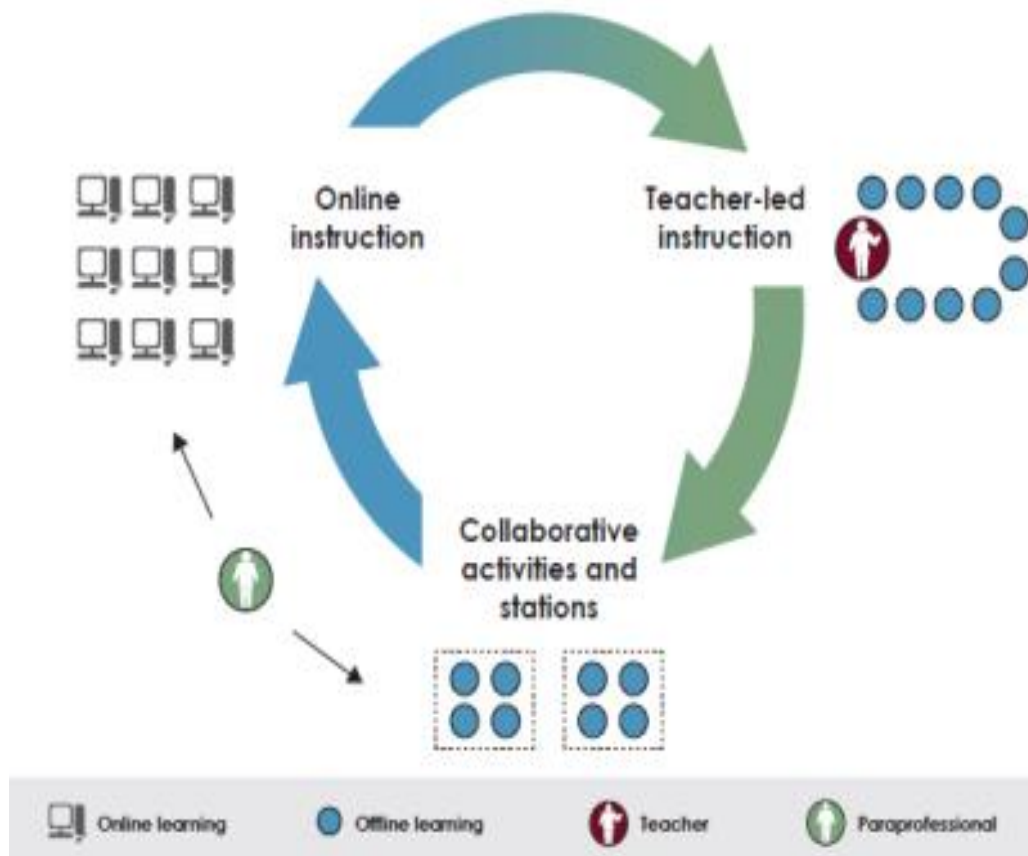 Online
instruction
Teacher-led
instruction
Collaborative
activities and
stations
Online learning
Offline learning
Teacher
Paraprofessional